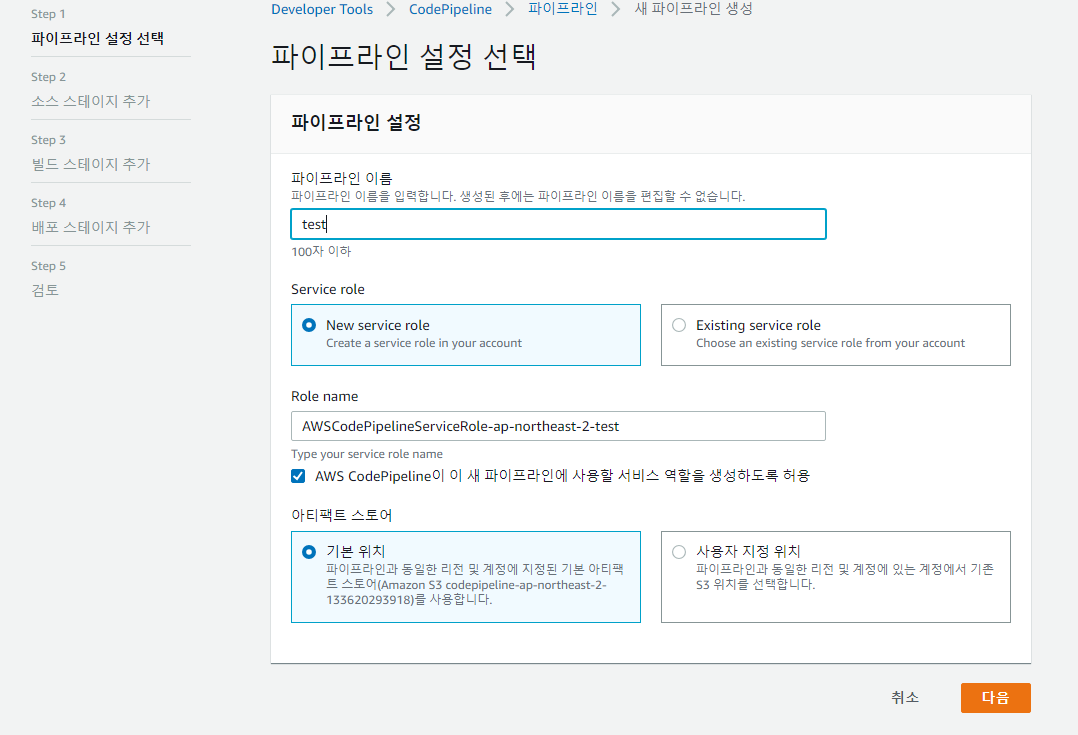 Step 1
파이프라인 설정 선택
Step 2
소스 스테이지 추가
Step 3
빌드 스테이지 추가
Step 4
배포 스테이지 추가
Step 5
검토
Developer Tools > CodePipeline > 파이프라인 > 새 파이프라인 생성
파이프라인 설정 선택
파이프라인 설정
파이프라인 이름
파이프라인 이름을 입력합니다. 생성된 후에는 파이프라인 이름을 편집할 수 없습니다.
test
100자 이하
Service role
New service role
Create a service role in your account
Existing service role
Choose an existing service role from your account
Role name
AWSCodePipelineServiceRole-ap-northeast-2-test
Type your service role name
AWS CodePipeline이 이 새 파이프라인에 사용할 서비스 역할을 생성하도록 허용
아티팩트 스토어
기본 위치
파이프라인과 동일한 리전 및 계정에 지정된 기본 아티팩
트 스토어(Amazon S3 codepipeline-ap-northeast-2-
133620293918)를 사용합니다.
사용자 지정 위치
파이프라인과 동일한 리전 및 계정에 있는 계정에서 기존
S3 위치를 선택합니다.
취소
다음